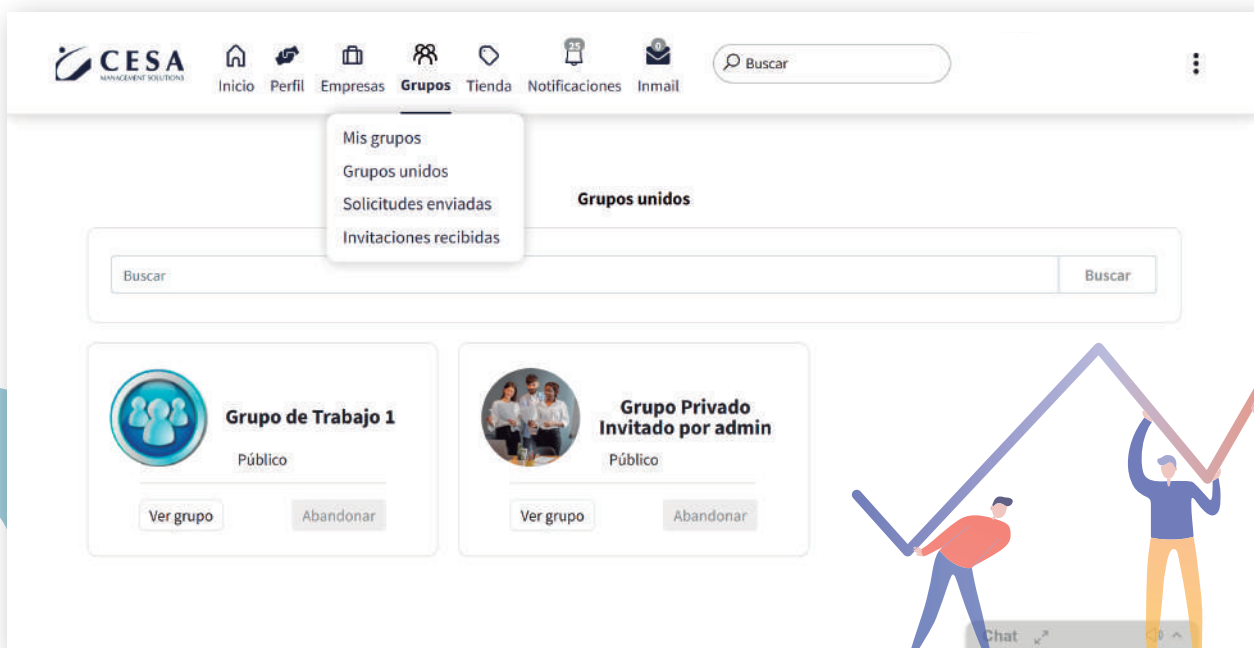 CESA
MANAGEMENT SOLUTIONS
Inicio
Perfil
Empresas
Grupos
Tienda
25
Notificaciones
0
Inmail
Buscar
Mis grupos
Grupos unidos
Solicitudes enviadas
Invitaciones recibidas
Grupos unidos
Buscar
Buscar
Grupo de Trabajo 1
Público
Ver grupo
Abandonar
Grupo Privado
Invitado por admin
Público
Ver grupo
Abandonar
Chat